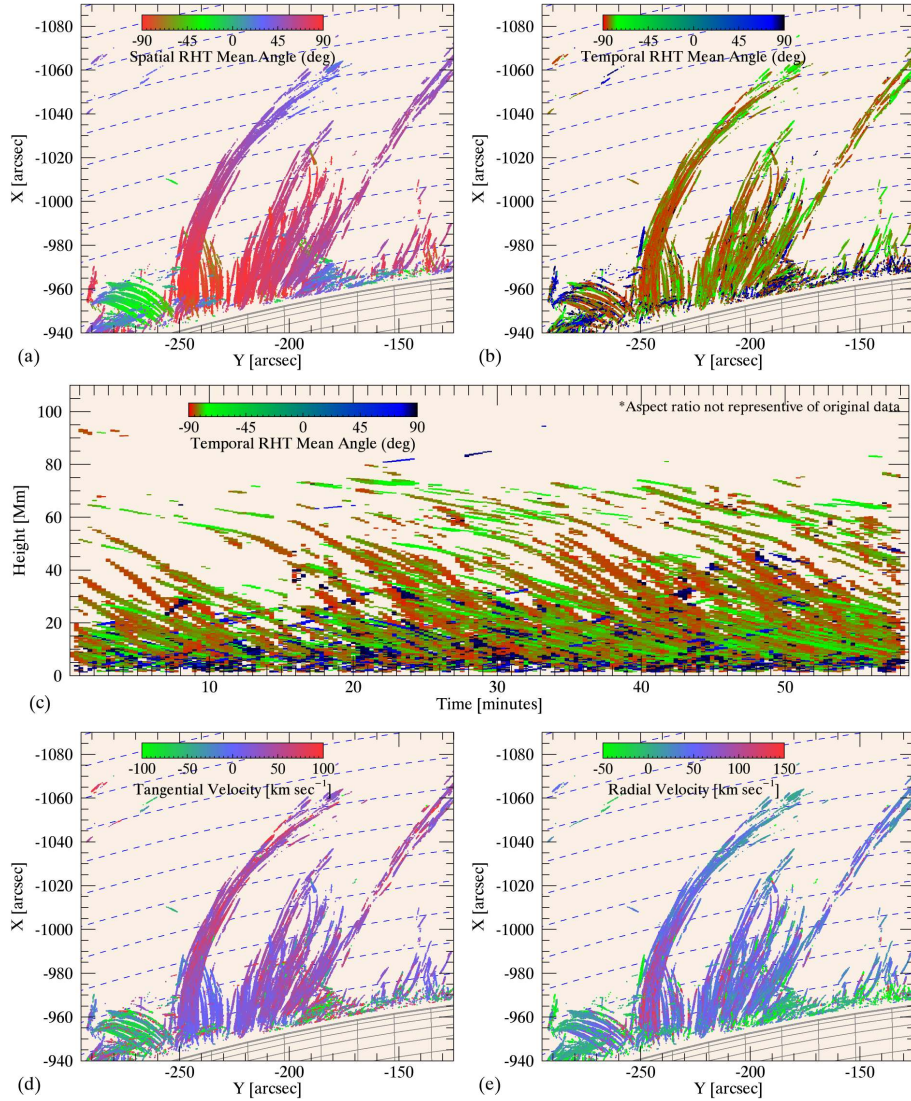 -90 -45 0 45 90
Spatial RHT Mean Angle (deg)
-1080
-1060
-1040
-1020
-1000
-980
-960
-940
X [arcsec]
-250 -200 -150
(a) Y [arcsec]
-90 -45 0 45 90
Temporal RHT Mean Angle (deg)
-1080
-1060
-1040
-1020
-1000
-980
-960
-940
X [arcsec]
-250 -200 -150
(b) Y [arcsec]
-90 -45 0 45 90
Temporal RHT Mean Angle (deg)
*Aspect ratio not representive of original data
100
80
60
40
20
0
Height [Mm]
10 20 30 40 50
(c) Time [minutes]
-100 -50 0 50 100
Tangential Velocity [km sec⁻¹]
-1080
-1060
-1040
-1020
-1000
-980
-960
-940
X [arcsec]
-250 -200 -150
(d) Y [arcsec]
-50 0 50 100 150
Radial Velocity [km sec⁻¹]
-1080
-1060
-1040
-1020
-1000
-980
-960
-940
X [arcsec]
-250 -200 -150
(e) Y [arcsec]